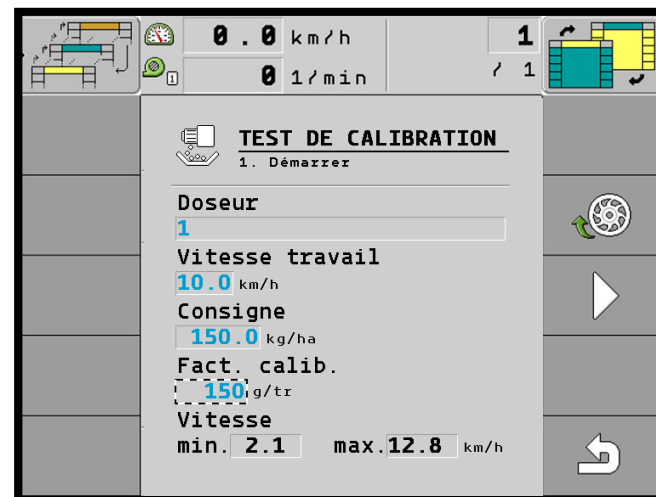 0.0 km/h 1
1 0 1/min / 1
TEST DE CALIBRATION
1. Démarrer
Doseur
1
Vitesse travail
10.0 km/h
Consigne
150.0 kg/ha
Fact. calib.
150 g/tr
Vitesse
min. 2.1 max. 12.8 km/h